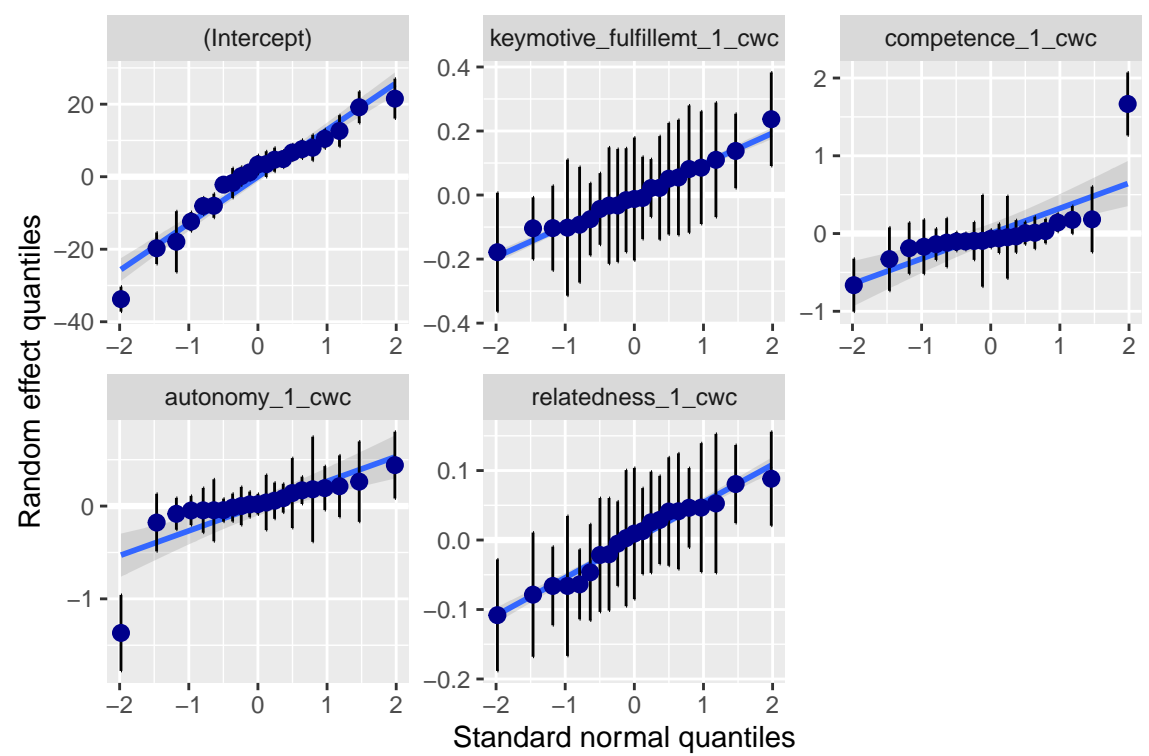 (Intercept)
keymotive_fulfillemt_1_cwc
competence_1_cwc
20
0
−20
−40
−2 −1 0 1 2
0.4
0.2
0.0
−0.2
−0.4
−2 −1 0 1 2
2
1
0
−1
−2 −1 0 1 2
autonomy_1_cwc
relatedness_1_cwc
0
−1
−2 −1 0 1 2
0.1
0.0
−0.1
−0.2
−2 −1 0 1 2
Random effect quantiles
Standard normal quantiles